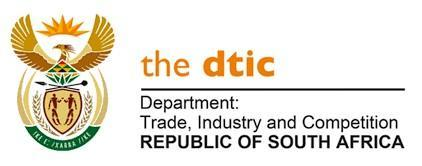 the dtic
Department:
Trade, Industry and Competition
REPUBLIC OF SOUTH AFRICA